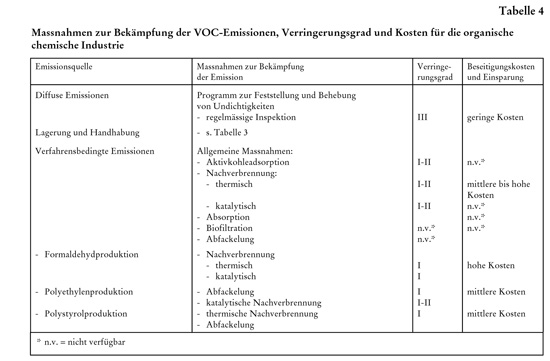 Tabelle 4
Massnahmen zur Bekämpfung der VOC-Emissionen, Verringerungsgrad und Kosten für die organische
chemische Industrie
Emissionsquelle Massnahmen zur Bekämpfung Verringe- Beseitigungskosten
der Emission rungsgrad und Einsparung
Diffuse Emissionen Programm zur Feststellung und Behebung
von Undichtigkeiten
- regelmässige Inspektion III geringe Kosten
Lagerung und Handhabung - s. Tabelle 3
Verfahrensbedingte Emissionen Allgemeine Massnahmen:
- Aktivkohleadsorption I-II n.v.*
- Nachverbrennung:
- thermisch I-II mittlere bis hohe
Kosten
- katalytisch I-II n.v.*
- Absorption n.v.*
- Biofiltration n.v.* n.v.*
- Abfackelung n.v.*
- Formaldehydproduktion - Nachverbrennung
- thermisch I hohe Kosten
- katalytisch I
- Polyethylenproduktion - Abfackelung I mittlere Kosten
- katalytische Nachverbrennung I-II
- Polystyrolproduktion - thermische Nachverbrennung I mittlere Kosten
- Abfackelung
* n.v. = nicht verfügbar